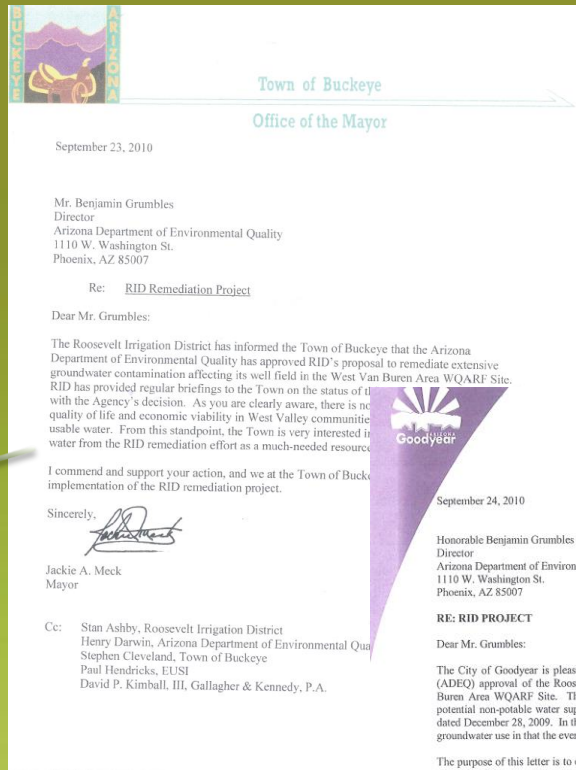 BUCKEYE
ARIZONA
Town of Buckeye
Office of the Mayor
September 23, 2010
Mr. Benjamin Grumbles
Director
Arizona Department of Environmental Quality
1110 W. Washington St.
Phoenix, AZ 85007
Re: RID Remediation Project
Dear Mr. Grumbles:
The Roosevelt Irrigation District has informed the Town of Buckeye that the Arizona
Department of Environmental Quality has approved RID's proposal to remediate extensive
groundwater contamination affecting its well field in the West Van Buren Area WQARF Site.
RID has provided regular briefings to the Town on the status of
with the Agency's decision. As you are clearly aware, there is
quality of life and economic viability in West Valley communities
usable water. From this standpoint, the Town is very interested
water from the RID remediation effort as a much-needed resource
I commend and support your action, and we at the Town of
implementation of the RID remediation project.
Sincerely,
Jackie A. Meck
Mayor
Cc: Stan Ashby, Roosevelt Irrigation District
Henry Darwin, Arizona Department of Environmental
Stephen Cleveland, Town of Buckeye
Paul Hendricks, EUSI
David P. Kimball, III, Gallagher & Kennedy, P.A.
ARIZONA
Goodyear
September 24, 2010
Honorable Benjamin Grumbles
Director
Arizona Department of
1110 W. Washington St.
Phoenix, AZ 85007
RE: RID PROJECT
Dear Mr. Grumbles:
The City of Goodyear is
(ADEQ) approval of the
Buren Area WQARF Site.
potential non-potable water
dated December 28, 2009. In
groundwater use in that the
The purpose of this letter is to